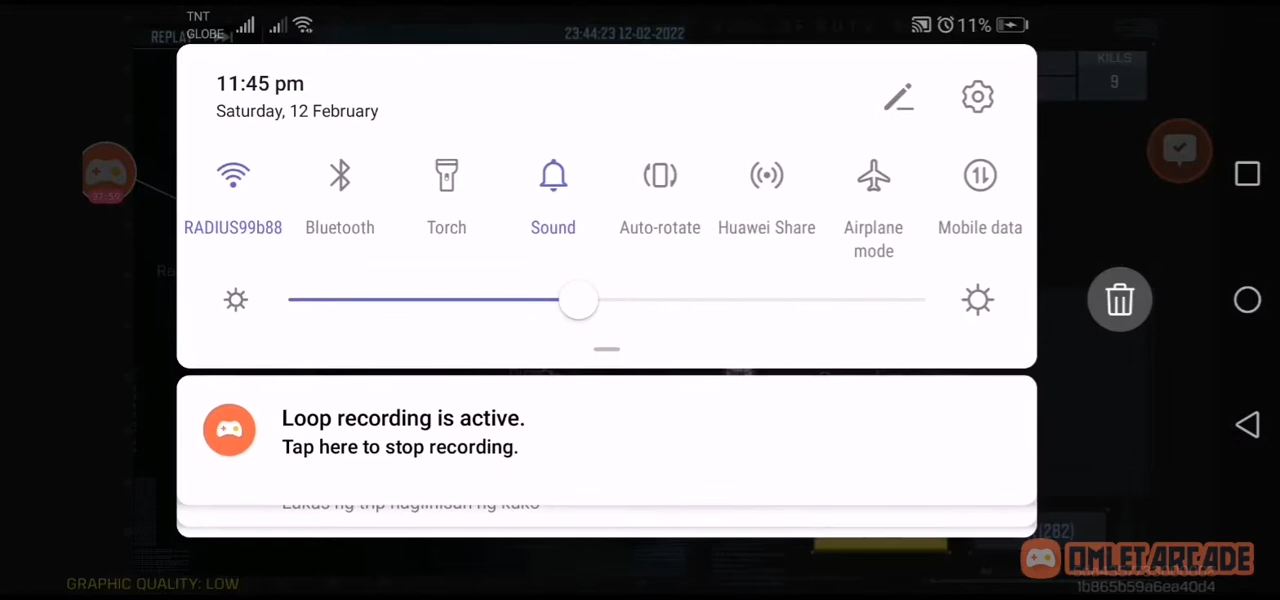 TNT
GLOBE
REPLAY
23:44:23 12-02-2022
11%
KILLS
9
11:45 pm
Saturday, 12 February
37:59
RADIUS99b88
Bluetooth
Torch
Sound
Auto-rotate
Huawei Share
Airplane mode
Mobile data
Loop recording is active.
Tap here to stop recording.
Lakas ng trip naglinisan ng kuko
(282)
OMLET ARCADE
GRAPHIC QUALITY: LOW
1b865b59a6ea40d4